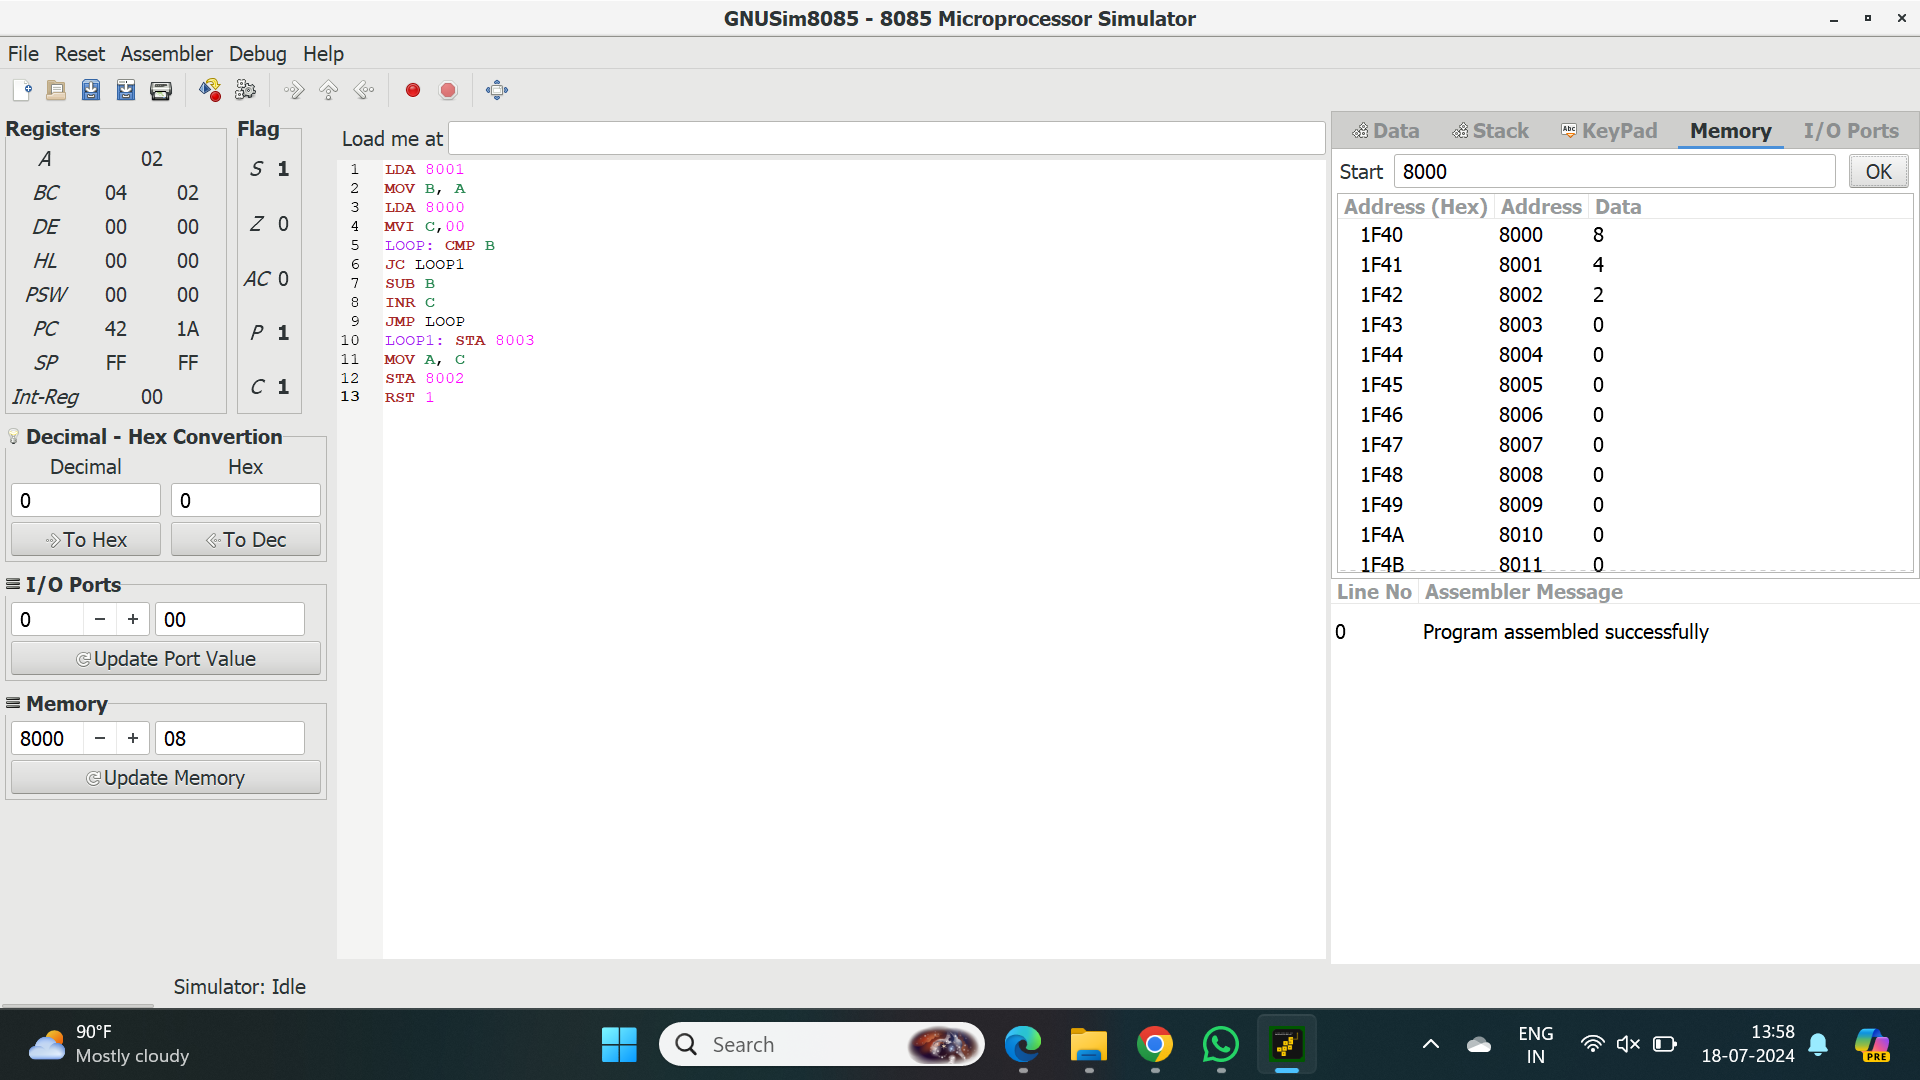 GNUSim8085 - 8085 Microprocessor Simulator
File Reset Assembler Debug Help
Registers
A 02
BC 04 02
DE 00 00
HL 00 00
PSW 00 00
PC 42 1A
SP FF FF
Int-Reg 00
Flag
S 1
Z 0
AC 0
P 1
C 1
Decimal - Hex Convertion
Decimal Hex
0 0
To Hex To Dec
I/O Ports
0 − + 00
Update Port Value
Memory
8000 − + 08
Update Memory
Load me at
1 LDA 8001
2 MOV B, A
3 LDA 8000
4 MVI C,00
5 LOOP: CMP B
6 JC LOOP1
7 SUB B
8 INR C
9 JMP LOOP
10 LOOP1: STA 8003
11 MOV A, C
12 STA 8002
13 RST 1
Data Stack Abc KeyPad Memory I/O Ports
Start 8000 OK
Address (Hex) Address Data
1F40 8000 8
1F41 8001 4
1F42 8002 2
1F43 8003 0
1F44 8004 0
1F45 8005 0
1F46 8006 0
1F47 8007 0
1F48 8008 0
1F49 8009 0
1F4A 8010 0
1F4B 8011 0
Line No Assembler Message
0 Program assembled successfully
Simulator: Idle
90°F
Mostly cloudy
Search
ENG
IN
13:58
18-07-2024
PRE